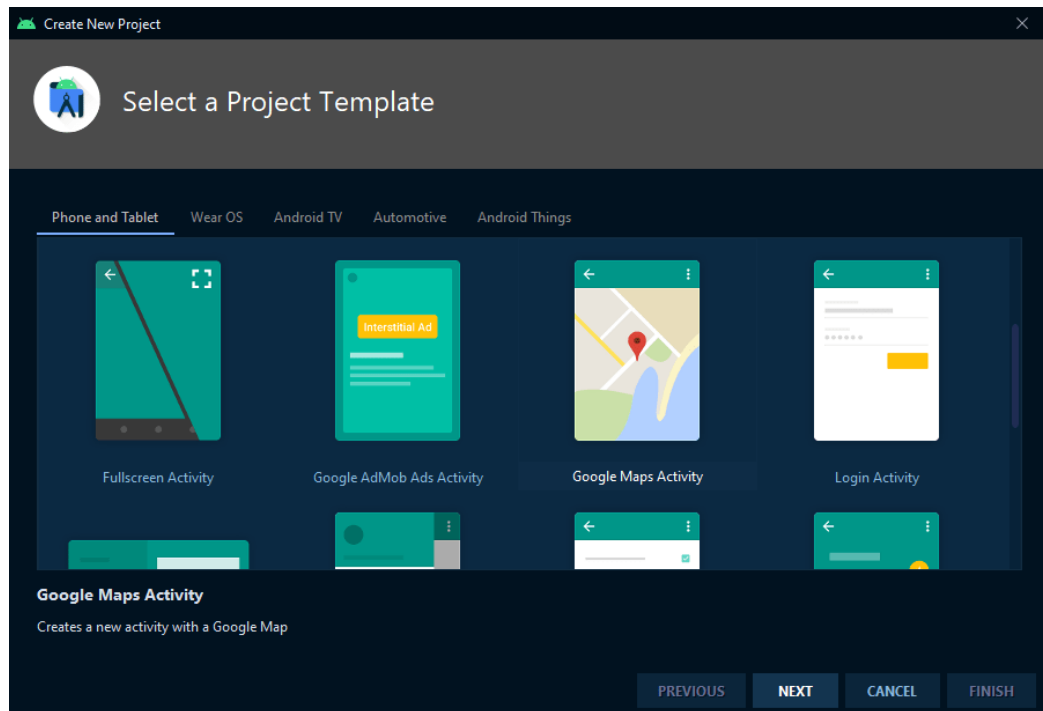 Create New Project
Select a Project Template
Phone and Tablet Wear OS Android TV Automotive Android Things
Interstitial Ad
Fullscreen Activity Google AdMob Ads Activity Google Maps Activity Login Activity
Google Maps Activity
Creates a new activity with a Google Map
PREVIOUS NEXT CANCEL FINISH